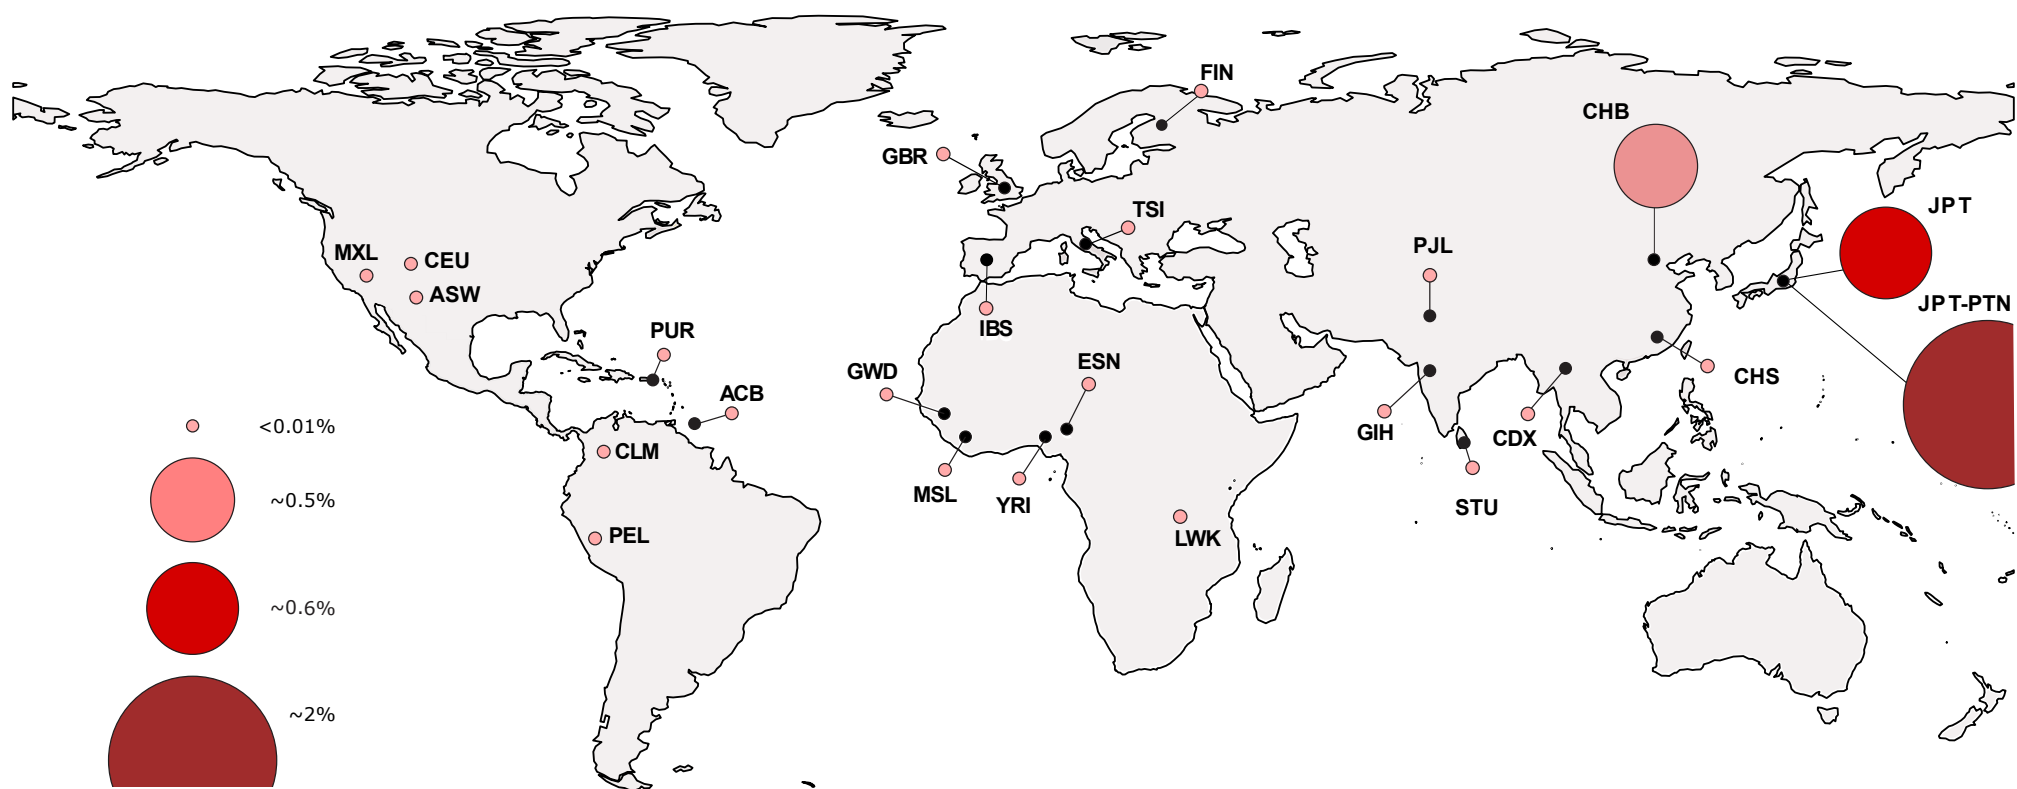 FIN
CHB
GBR
JPT
TSI
MXL
CEU
PJL
ASW
JPT-PTN
IBS
PUR
ESN
GWD
CHS
ACB
<0.01%
GIH
CDX
CLM
MSL
YRI
~0.5%
STU
PEL
LWK
~0.6%
~2%